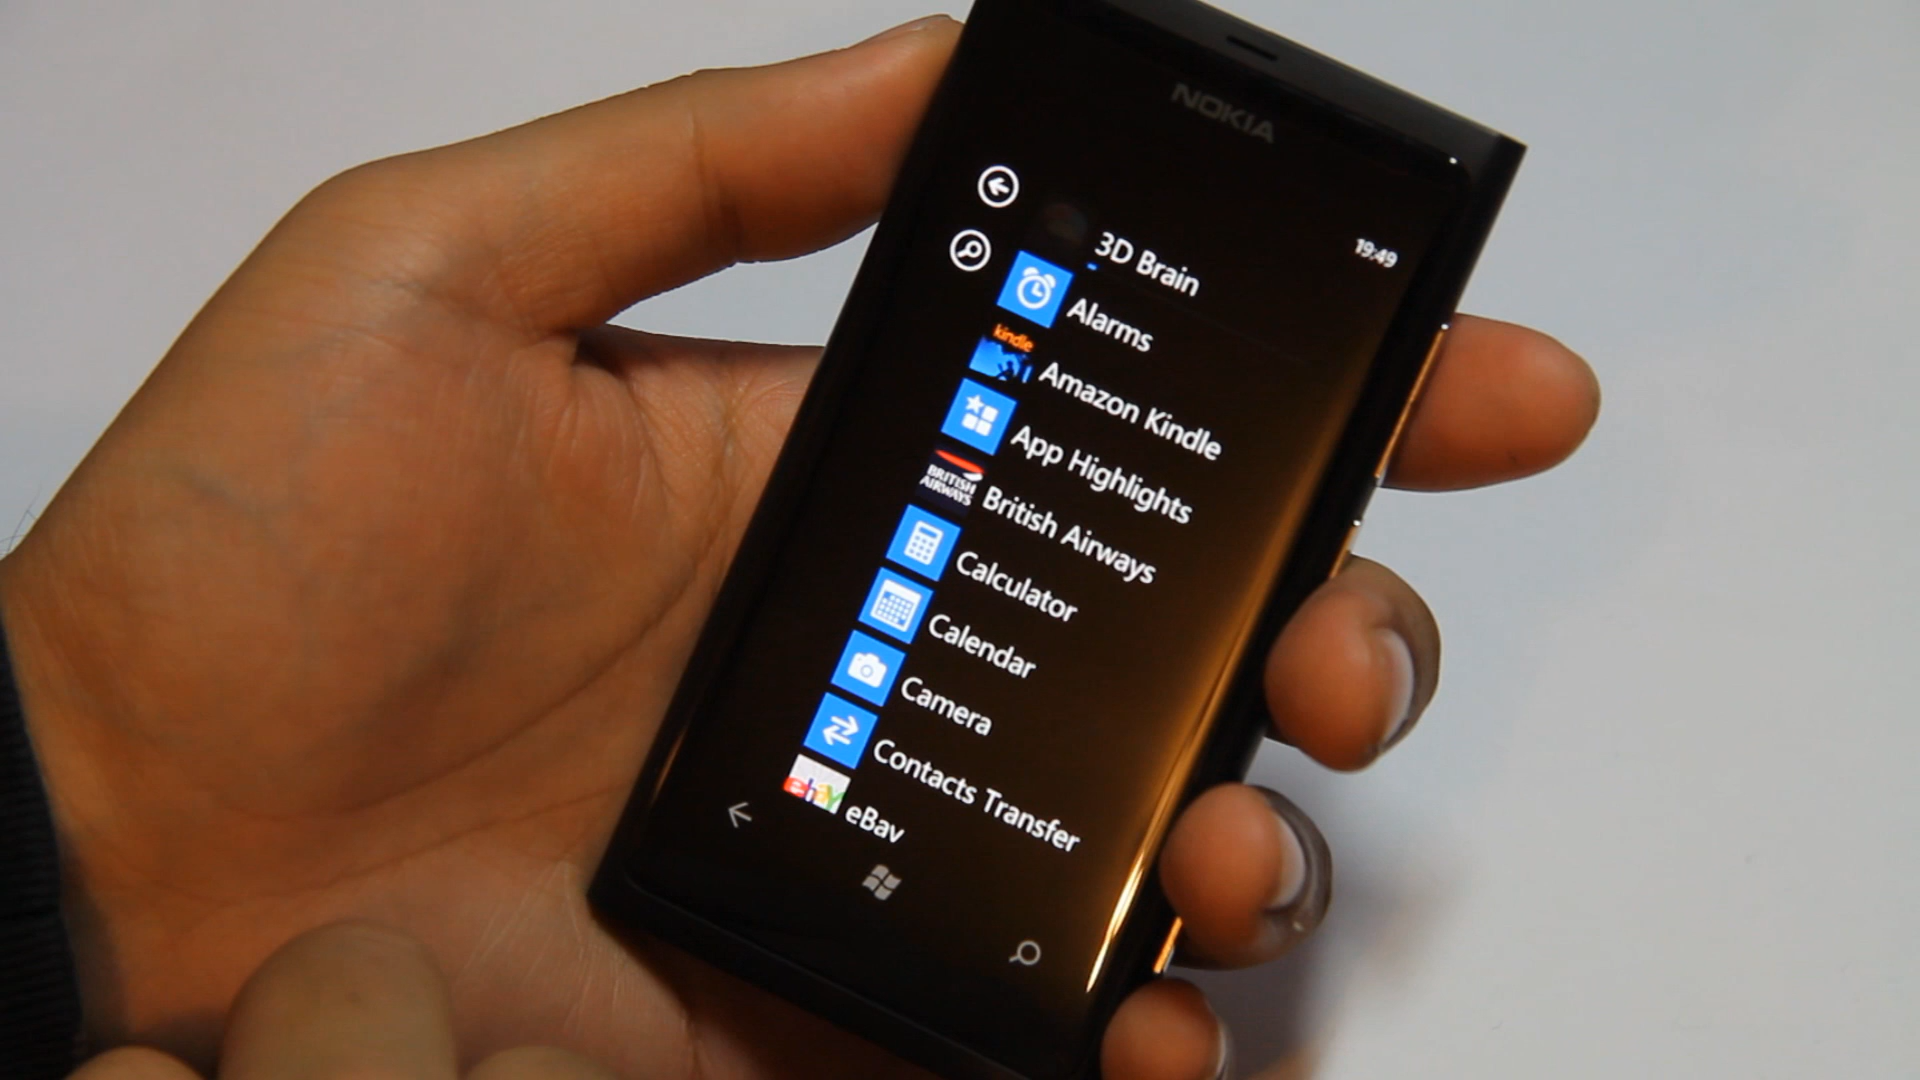 NOKIA
19:49
3D Brain
Alarms
kindle
Amazon Kindle
App Highlights
BRITISH
AIRWAYS
British Airways
Calculator
Calendar
Camera
Contacts Transfer
ebay
eBay